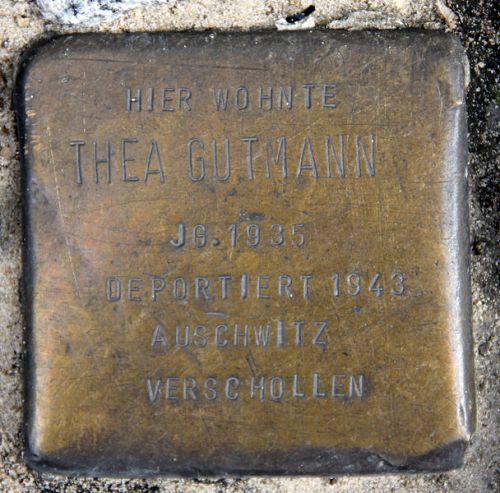 HIER WOHNTE
THEA GUTMANN
JG. 1935
DEPORTIERT 1943
AUSCHWITZ
VERSCHOLLEN